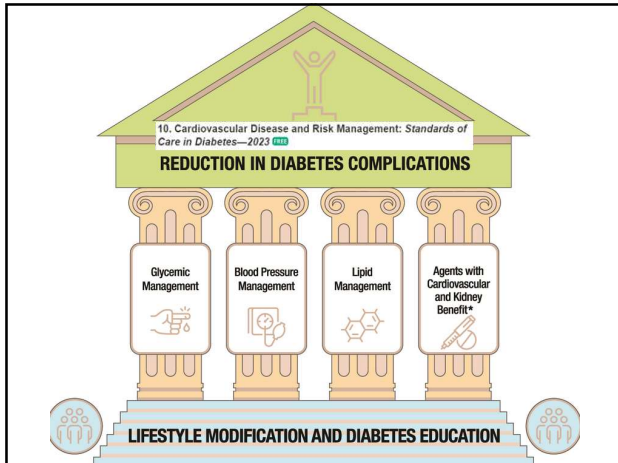 10. Cardiovascular Disease and Risk Management: Standards of
Care in Diabetes—2023 FREE
REDUCTION IN DIABETES COMPLICATIONS
Glycemic
Management
Blood Pressure
Management
Lipid
Management
Agents with
Cardiovascular
and Kidney
Benefit*
LIFESTYLE MODIFICATION AND DIABETES EDUCATION